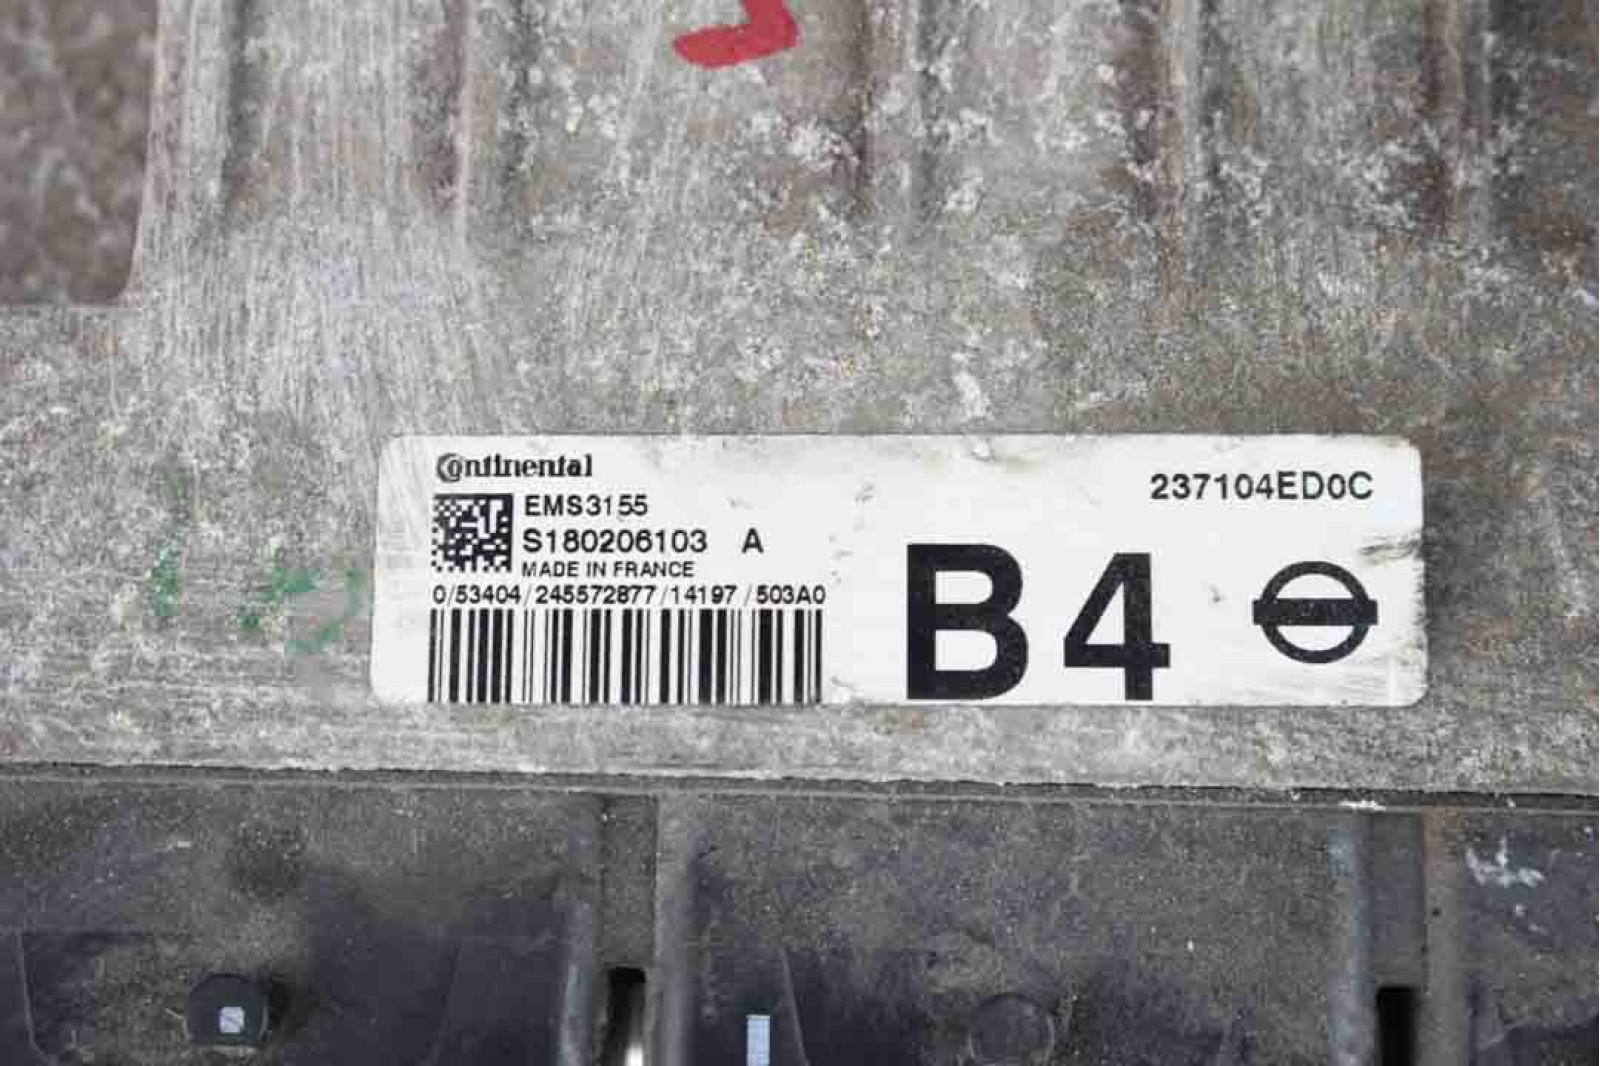 Continental
237104ED0C
EMS3155
S180206103 A
MADE IN FRANCE
0/53404/245572877/14197/503A0
B4